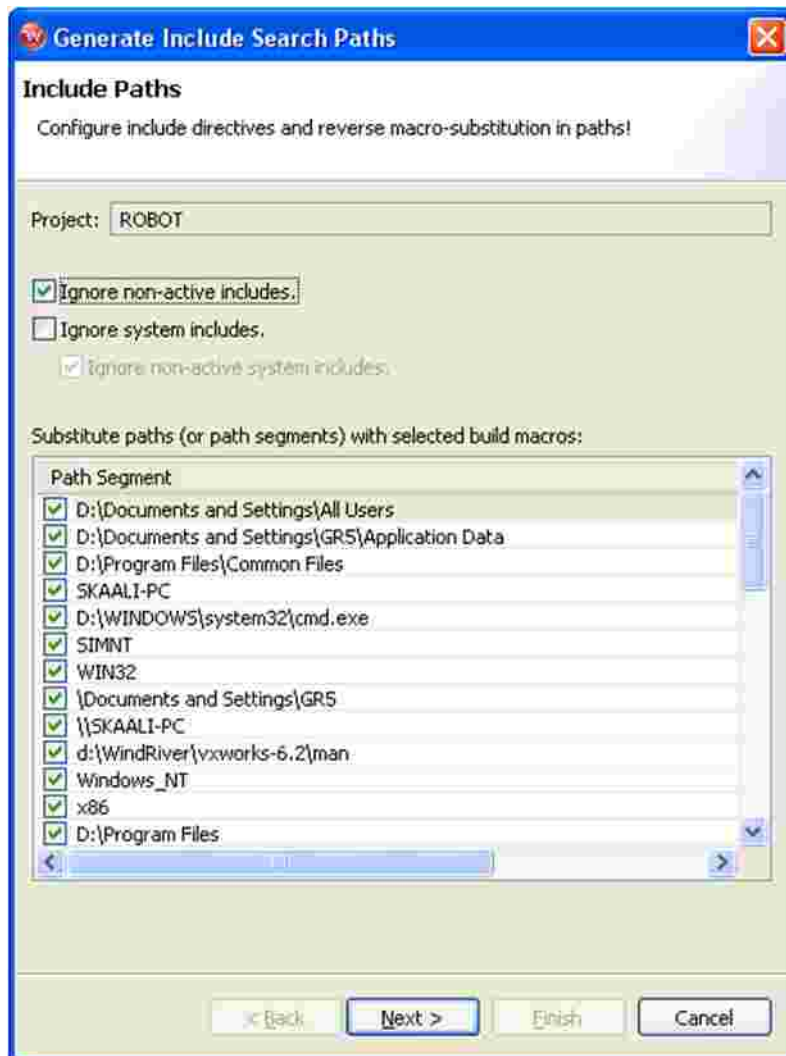 Generate Include Search Paths
Include Paths
Configure include directives and reverse macro-substitution in paths!
Project: ROBOT
Ignore non-active includes.
Ignore system includes.
Ignore non-active system includes.
Substitute paths (or path segments) with selected build macros:
Path Segment
D:\Documents and Settings\All Users
D:\Documents and Settings\GR5\Application Data
D:\Program Files\Common Files
SKAALI-PC
D:\WINDOWS\system32\cmd.exe
SIMNT
WIN32
\Documents and Settings\GR5
\\SKAALI-PC
d:\WindRiver\vxworks-6.2\man
Windows_NT
x86
D:\Program Files
< Back Next > Finish Cancel